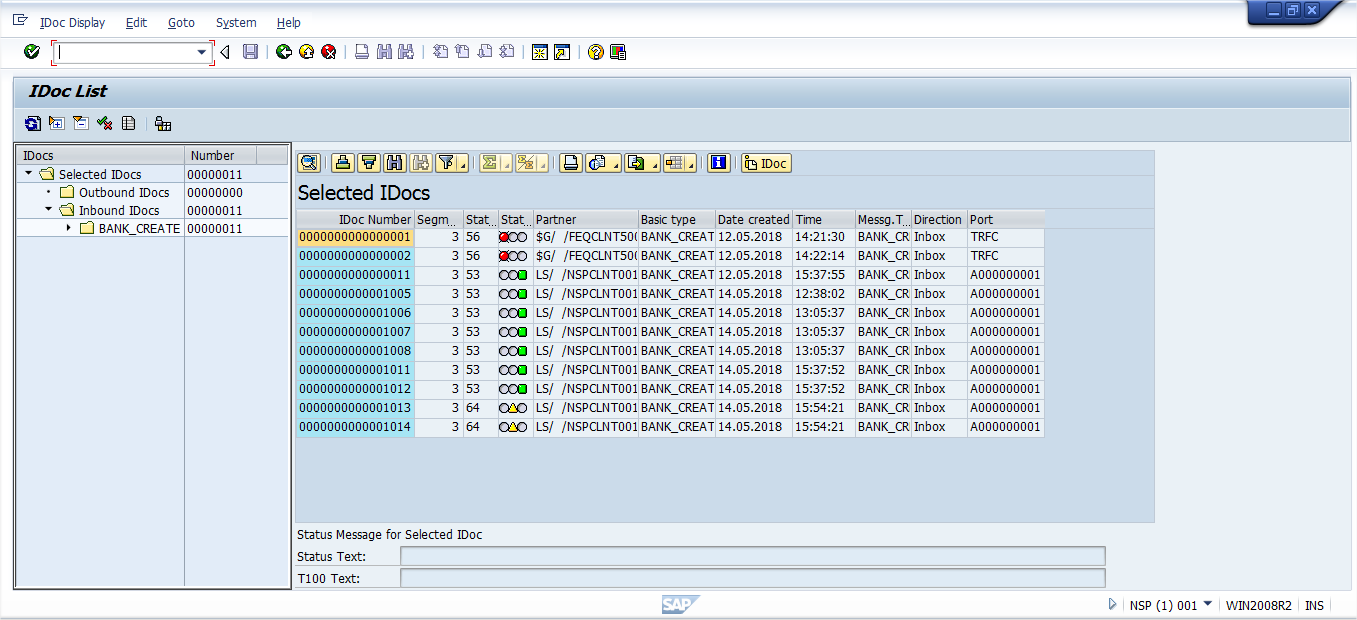 IDoc Display Edit Goto System Help
IDoc List
IDocs Number
Selected IDocs 00000011
Outbound IDocs 00000000
Inbound IDocs 00000011
BANK_CREATE 00000011
IDoc
Selected IDocs
IDoc Number Segm... Stat... Stat... Partner Basic type Date created Time Messg.T... Direction Port
0000000000000001 3 56 $G/ /FEQCLNT500 BANK_CREAT 12.05.2018 14:21:30 BANK_CR Inbox TRFC
0000000000000002 3 56 $G/ /FEQCLNT500 BANK_CREAT 12.05.2018 14:22:14 BANK_CR Inbox TRFC
0000000000000011 3 53 LS/ /NSPCLNT001 BANK_CREAT 12.05.2018 15:37:55 BANK_CR Inbox A000000001
0000000000001005 3 53 LS/ /NSPCLNT001 BANK_CREAT 14.05.2018 12:38:02 BANK_CR Inbox A000000001
0000000000001006 3 53 LS/ /NSPCLNT001 BANK_CREAT 14.05.2018 13:05:37 BANK_CR Inbox A000000001
0000000000001007 3 53 LS/ /NSPCLNT001 BANK_CREAT 14.05.2018 13:05:37 BANK_CR Inbox A000000001
0000000000001008 3 53 LS/ /NSPCLNT001 BANK_CREAT 14.05.2018 13:05:37 BANK_CR Inbox A000000001
0000000000001011 3 53 LS/ /NSPCLNT001 BANK_CREAT 14.05.2018 15:37:52 BANK_CR Inbox A000000001
0000000000001012 3 53 LS/ /NSPCLNT001 BANK_CREAT 14.05.2018 15:37:52 BANK_CR Inbox A000000001
0000000000001013 3 64 LS/ /NSPCLNT001 BANK_CREAT 14.05.2018 15:54:21 BANK_CR Inbox A000000001
0000000000001014 3 64 LS/ /NSPCLNT001 BANK_CREAT 14.05.2018 15:54:21 BANK_CR Inbox A000000001
Status Message for Selected IDoc
Status Text:
T100 Text:
SAP NSP (1) 001 WIN2008R2 INS